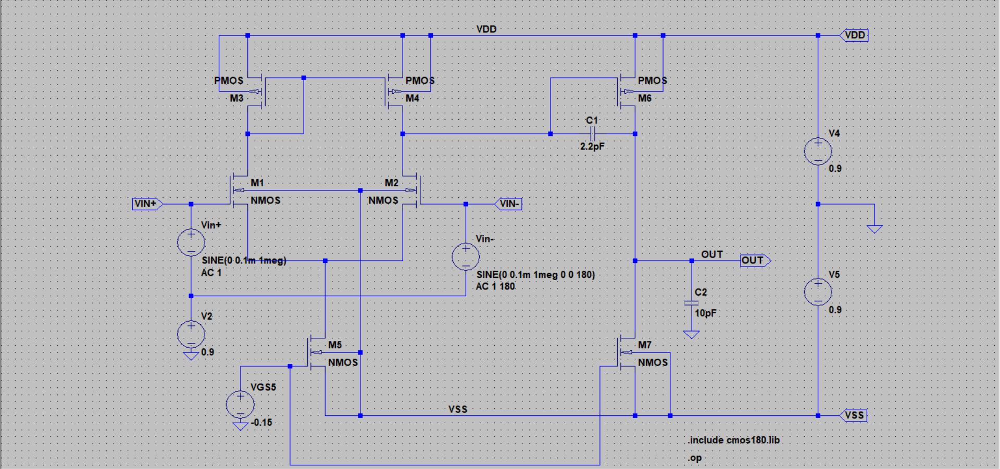 VDD
VDD
PMOS
M3
PMOS
M4
PMOS
M6
C1
2.2pF
V4
0.9
M1
NMOS
M2
NMOS
VIN+
VIN-
Vin+
SINE(0 0.1m 1meg)
AC 1
Vin-
SINE(0 0.1m 1meg 0 0 180)
AC 1 180
OUT
OUT
V5
0.9
C2
10pF
V2
0.9
M5
NMOS
M7
NMOS
VGS5
-0.15
VSS
VSS
.include cmos180.lib
.op